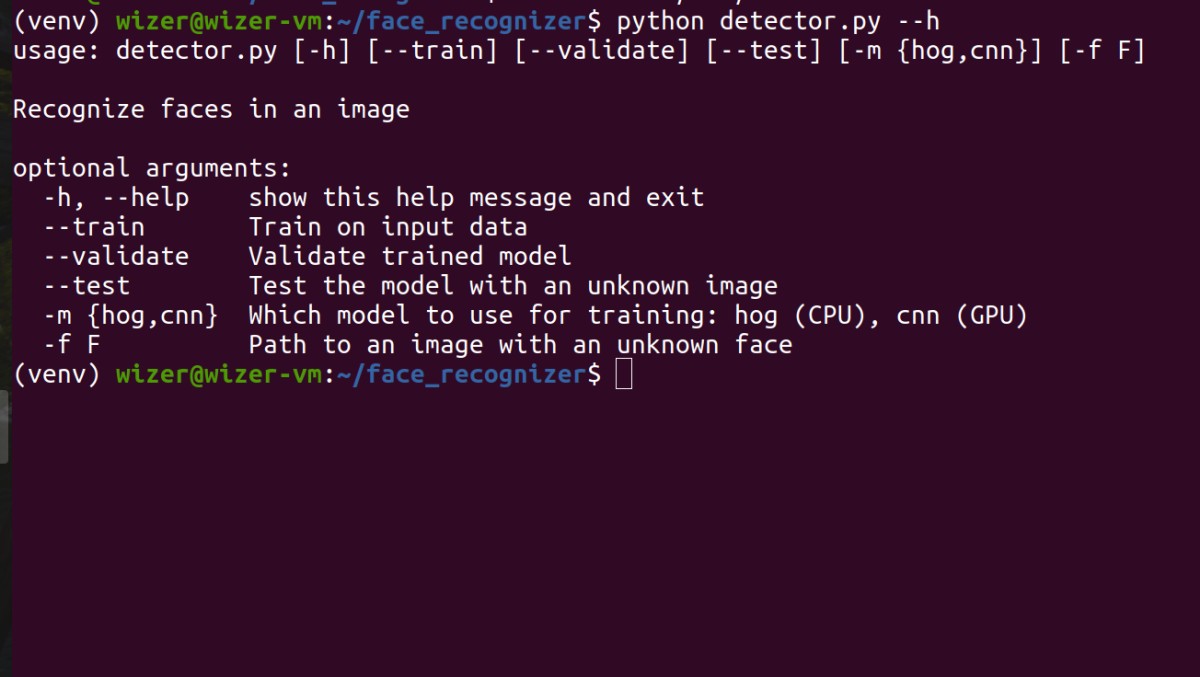 (venv) wizer@wizer-vm:~/face_recognizer$ python detector.py --h
usage: detector.py [-h] [--train] [--validate] [--test] [-m {hog,cnn}] [-f F]

Recognize faces in an image

optional arguments:
  -h, --help    show this help message and exit
  --train       Train on input data
  --validate    Validate trained model
  --test        Test the model with an unknown image
  -m {hog,cnn}  Which model to use for training: hog (CPU), cnn (GPU)
  -f F          Path to an image with an unknown face
(venv) wizer@wizer-vm:~/face_recognizer$